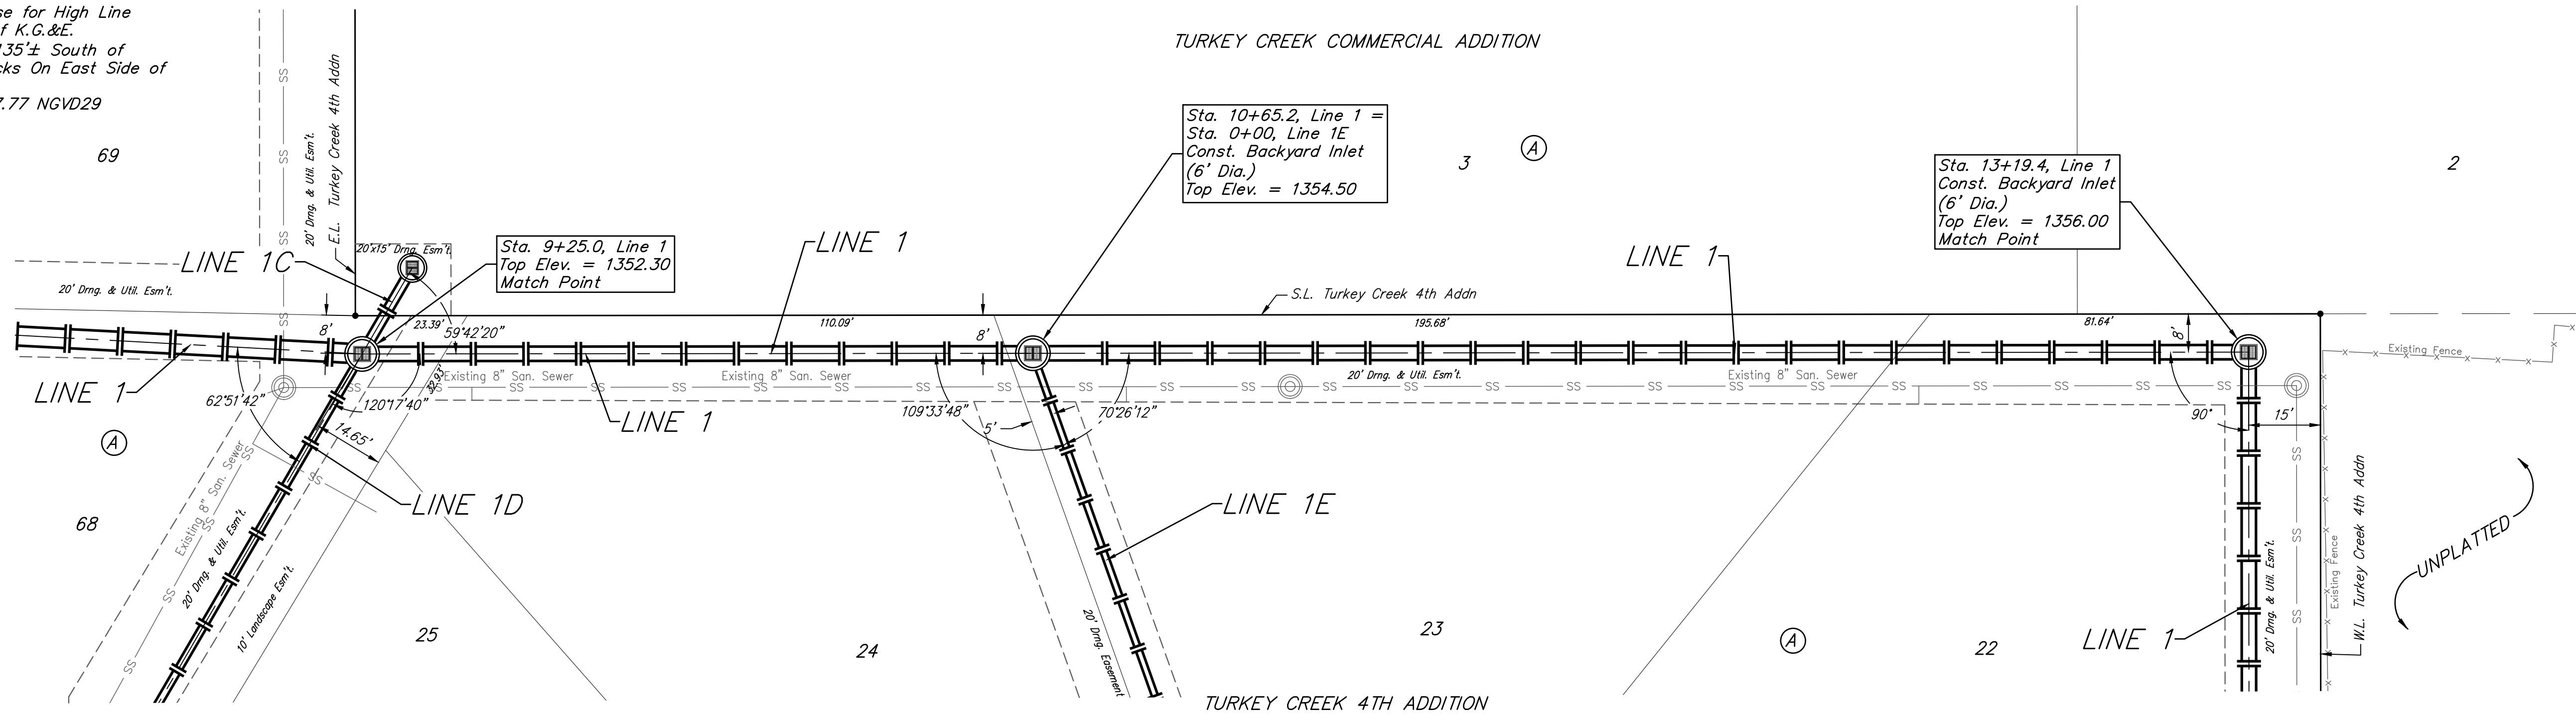 se for High Line
f K.G.&E.
135'± South of
cks On East Side of
7.77 NGVD29
TURKEY CREEK COMMERCIAL ADDITION
69
20' Drng. & Util. Esm't.
E.L. Turkey Creek 4th Addn
SS
Sta. 10+65.2, Line 1 =
Sta. 0+00, Line 1E
Const. Backyard Inlet
(6' Dia.)
Top Elev. = 1354.50
3
A
Sta. 13+19.4, Line 1
Const. Backyard Inlet
(6' Dia.)
Top Elev. = 1356.00
Match Point
2
LINE 1C
20'x15' Drng. Esm't.
Sta. 9+25.0, Line 1
Top Elev. = 1352.30
Match Point
LINE 1
LINE 1
20' Drng. & Util. Esm't.
S.L. Turkey Creek 4th Addn
8'
23.39'
59°42'20"
110.09'
8'
195.68'
81.64'
8'
Existing Fence
LINE 1
62°51'42"
120°17'40"
32.93'
Existing 8" San. Sewer
Existing 8" San. Sewer
20' Drng. & Util. Esm't.
Existing 8" San. Sewer
LINE 1
109°33'48"
70°26'12"
5'
90°
15'
A
14.65'
Existing 8" San. Sewer
SS
LINE 1D
LINE 1E
68
20' Drng. & Util. Esm't.
10' Landscape Esm't.
25
24
20' Drng. Easement
23
A
22
LINE 1
20' Drng. & Util. Esm't.
SS
Existing Fence
W.L. Turkey Creek 4th Addn
UNPLATTED
TURKEY CREEK 4TH ADDITION